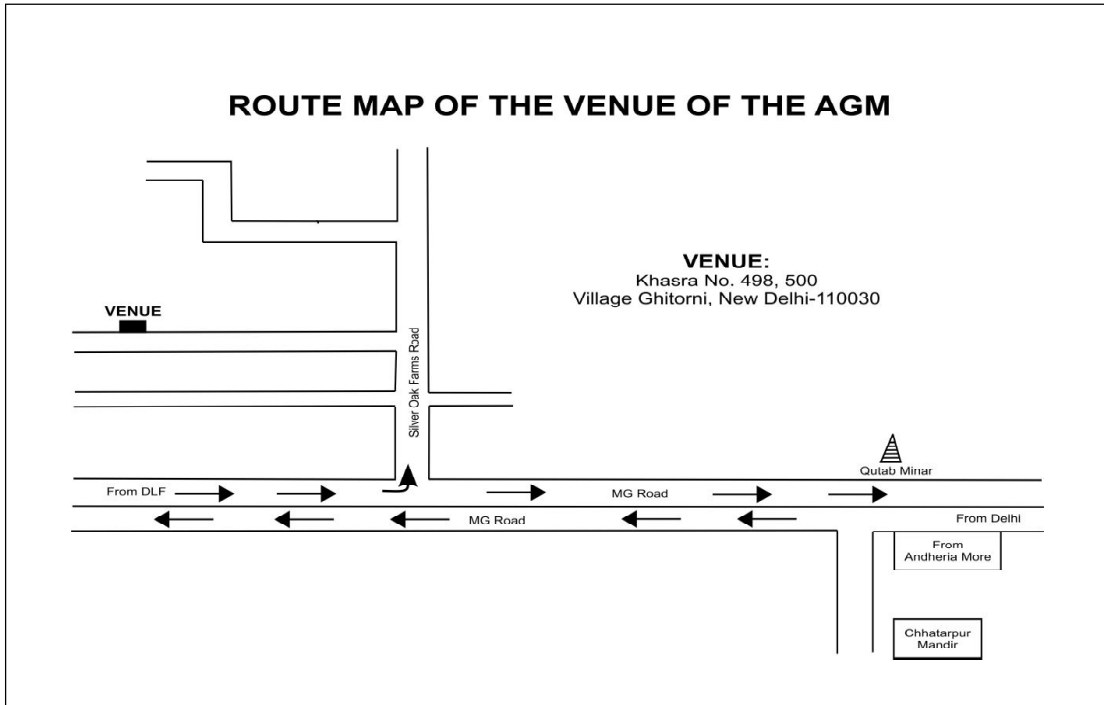 ROUTE MAP OF THE VENUE OF THE AGM
VENUE:
Khasra No. 498, 500
Village Ghitorni, New Delhi-110030
VENUE
Silver Oak Farms Road
Qutab Minar
From DLF
MG Road
MG Road
From Delhi
From
Andheria More
Chhatarpur
Mandir